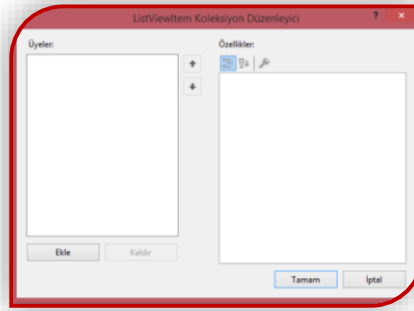 ListViewItem Koleksiyon Düzenleyici
Üyeler:
Özellikler:
Ekle
Kaldır
Tamam
İptal